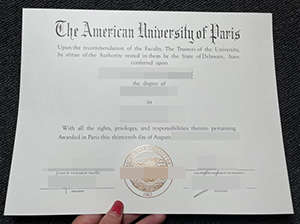 The American University of Paris
Upon the recommendation of the Faculty, The Trustees of the University,
by virtue of the Authority vested in them by the State of Delaware, have
conferred upon
the degree of
in
With all the rights, privileges, and responsibilities thereto pertaining.
Awarded in Paris this thirteenth day of August,